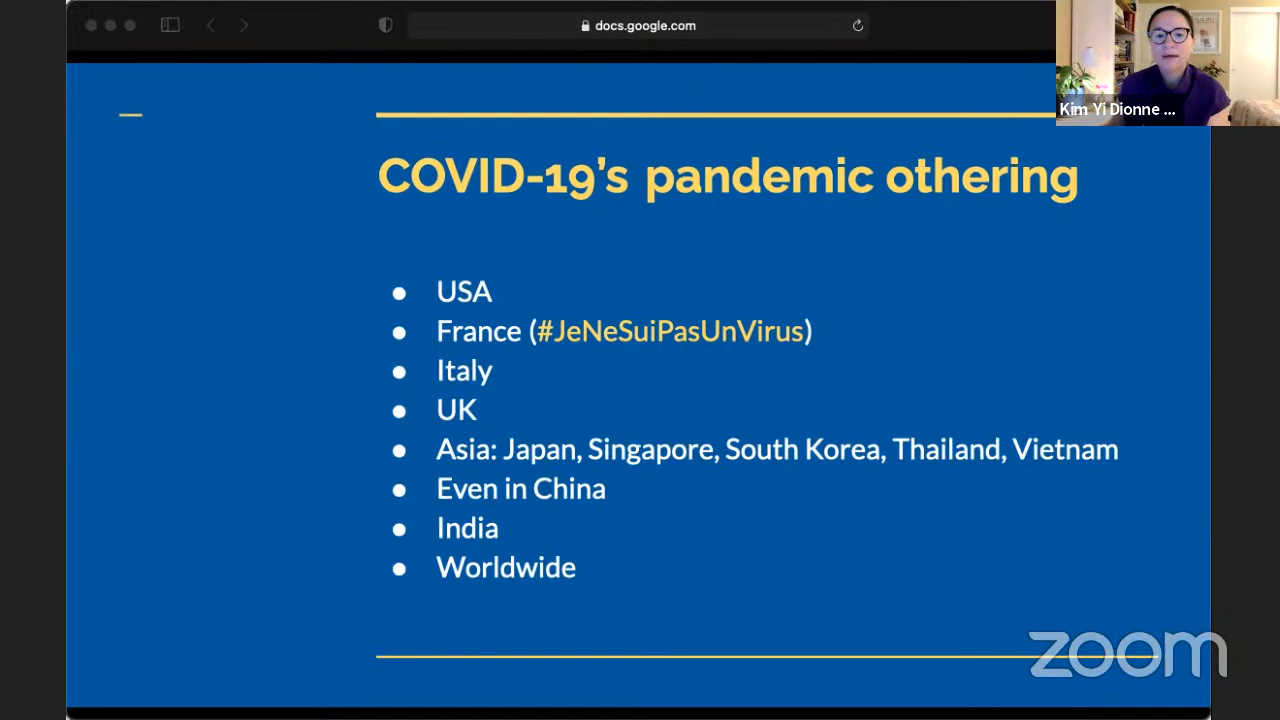 docs.google.com
Kim Yi Dionne ...
COVID-19’s pandemic othering
● USA
● France (#JeNeSuiPasUnVirus)
● Italy
● UK
● Asia: Japan, Singapore, South Korea, Thailand, Vietnam
● Even in China
● India
● Worldwide
zoom